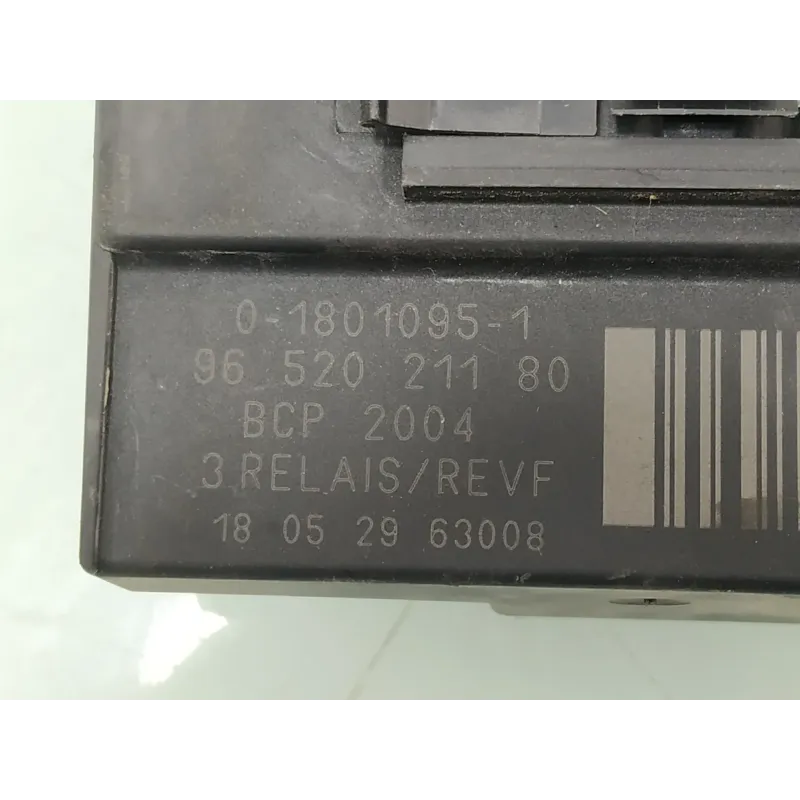 0-1801095-1
96 520 211 80
BCP 2004
3 RELAIS/REVF
18 05 29 63008